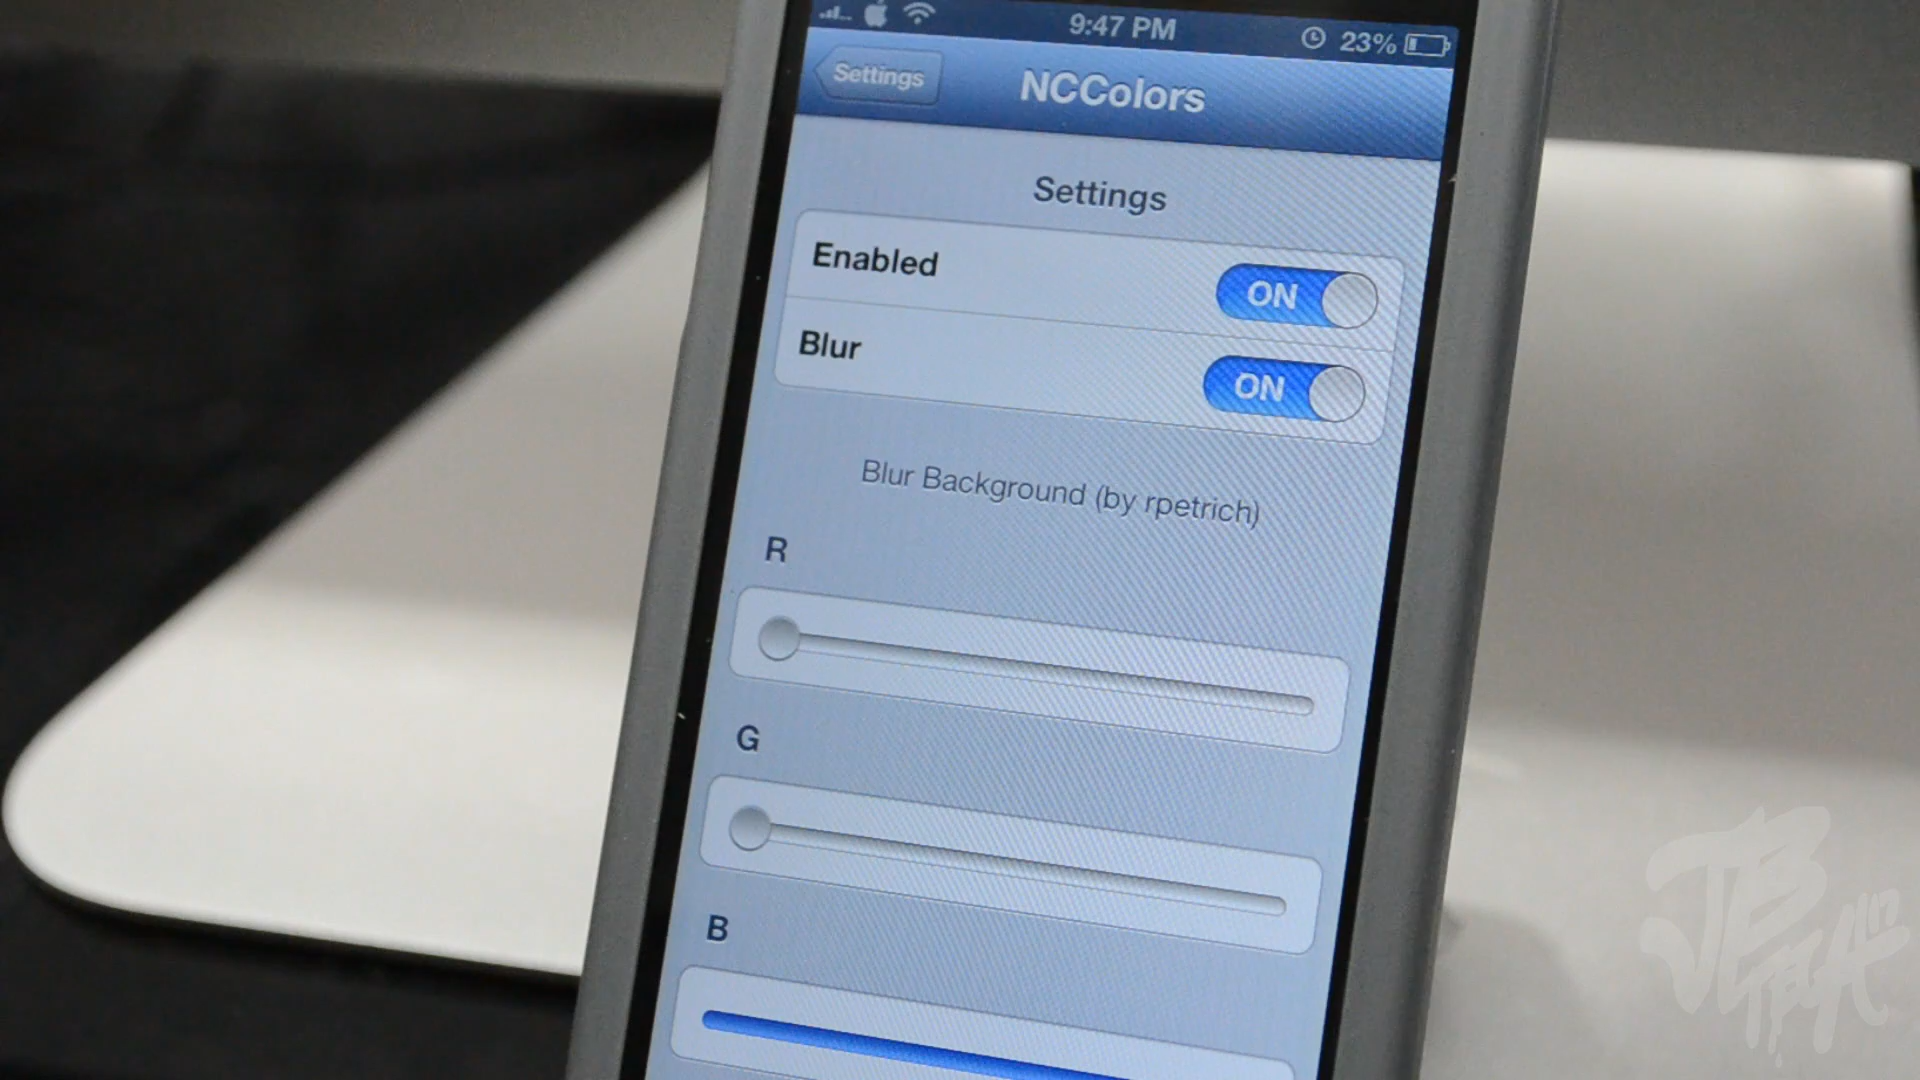 9:47 PM 23%
Settings NCColors
Settings
Enabled ON
Blur ON
Blur Background (by rpetrich)
R
G
B